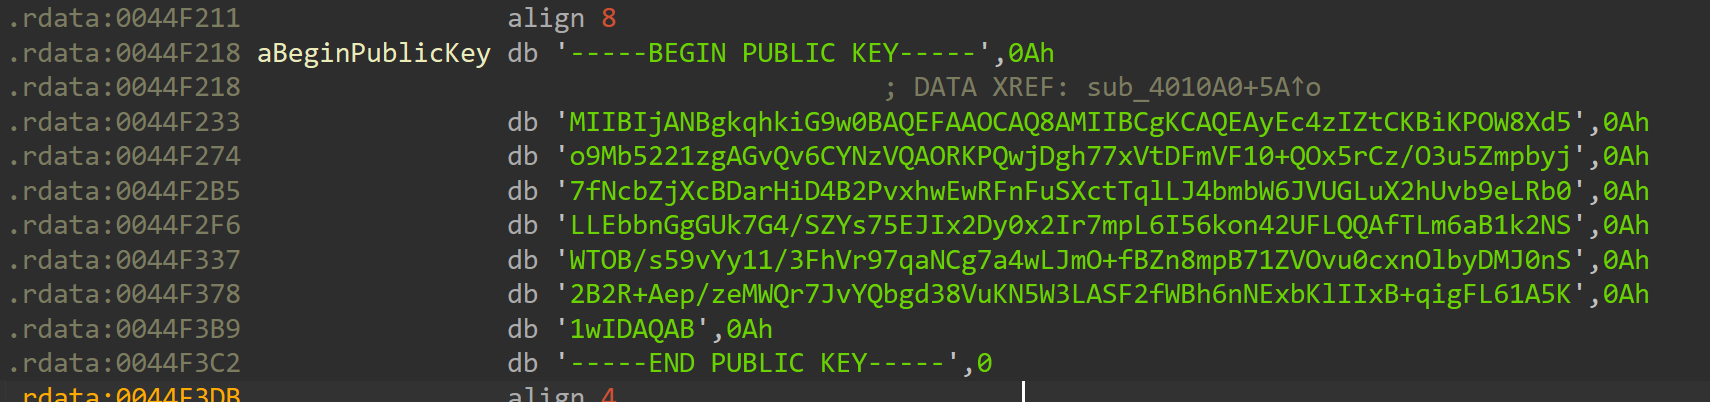 .rdata:0044F211 align 8
.rdata:0044F218 aBeginPublicKey db '-----BEGIN PUBLIC KEY-----',0Ah
.rdata:0044F218 ; DATA XREF: sub_4010A0+5A↑o
.rdata:0044F233 db 'MIIBIjANBgkqhkiG9w0BAQEFAAOCAQ8AMIIBCgKCAQEAyEc4zIZtCKBiKPOW8Xd5',0Ah
.rdata:0044F274 db 'o9Mb5221zgAGvQv6CYNzVQAORKPQwjDgh77xVtDFmVF10+QOx5rCz/O3u5Zmpbyj',0Ah
.rdata:0044F2B5 db '7fNcbZjXcBDarHiD4B2PvxhwEwRFnFuSXctTqlLJ4bmbW6JVUGLuX2hUvb9eLRb0',0Ah
.rdata:0044F2F6 db 'LLEbbnGgGUk7G4/SZYs75EJIx2Dy0x2Ir7mpL6I56kon42UFLQQAfTLm6aB1k2NS',0Ah
.rdata:0044F337 db 'WTOB/s59vYy11/3FhVr97qaNCg7a4wLJmO+fBZn8mpB71ZVOvu0cxnOlbyDMJ0nS',0Ah
.rdata:0044F378 db '2B2R+Aep/zeMWQr7JvYQbgd38VuKN5W3LASF2fWBh6nNExbKlIIxB+qigFL61A5K',0Ah
.rdata:0044F3B9 db '1wIDAQAB',0Ah
.rdata:0044F3C2 db '-----END PUBLIC KEY-----',0
.rdata:0044F3DB align 4